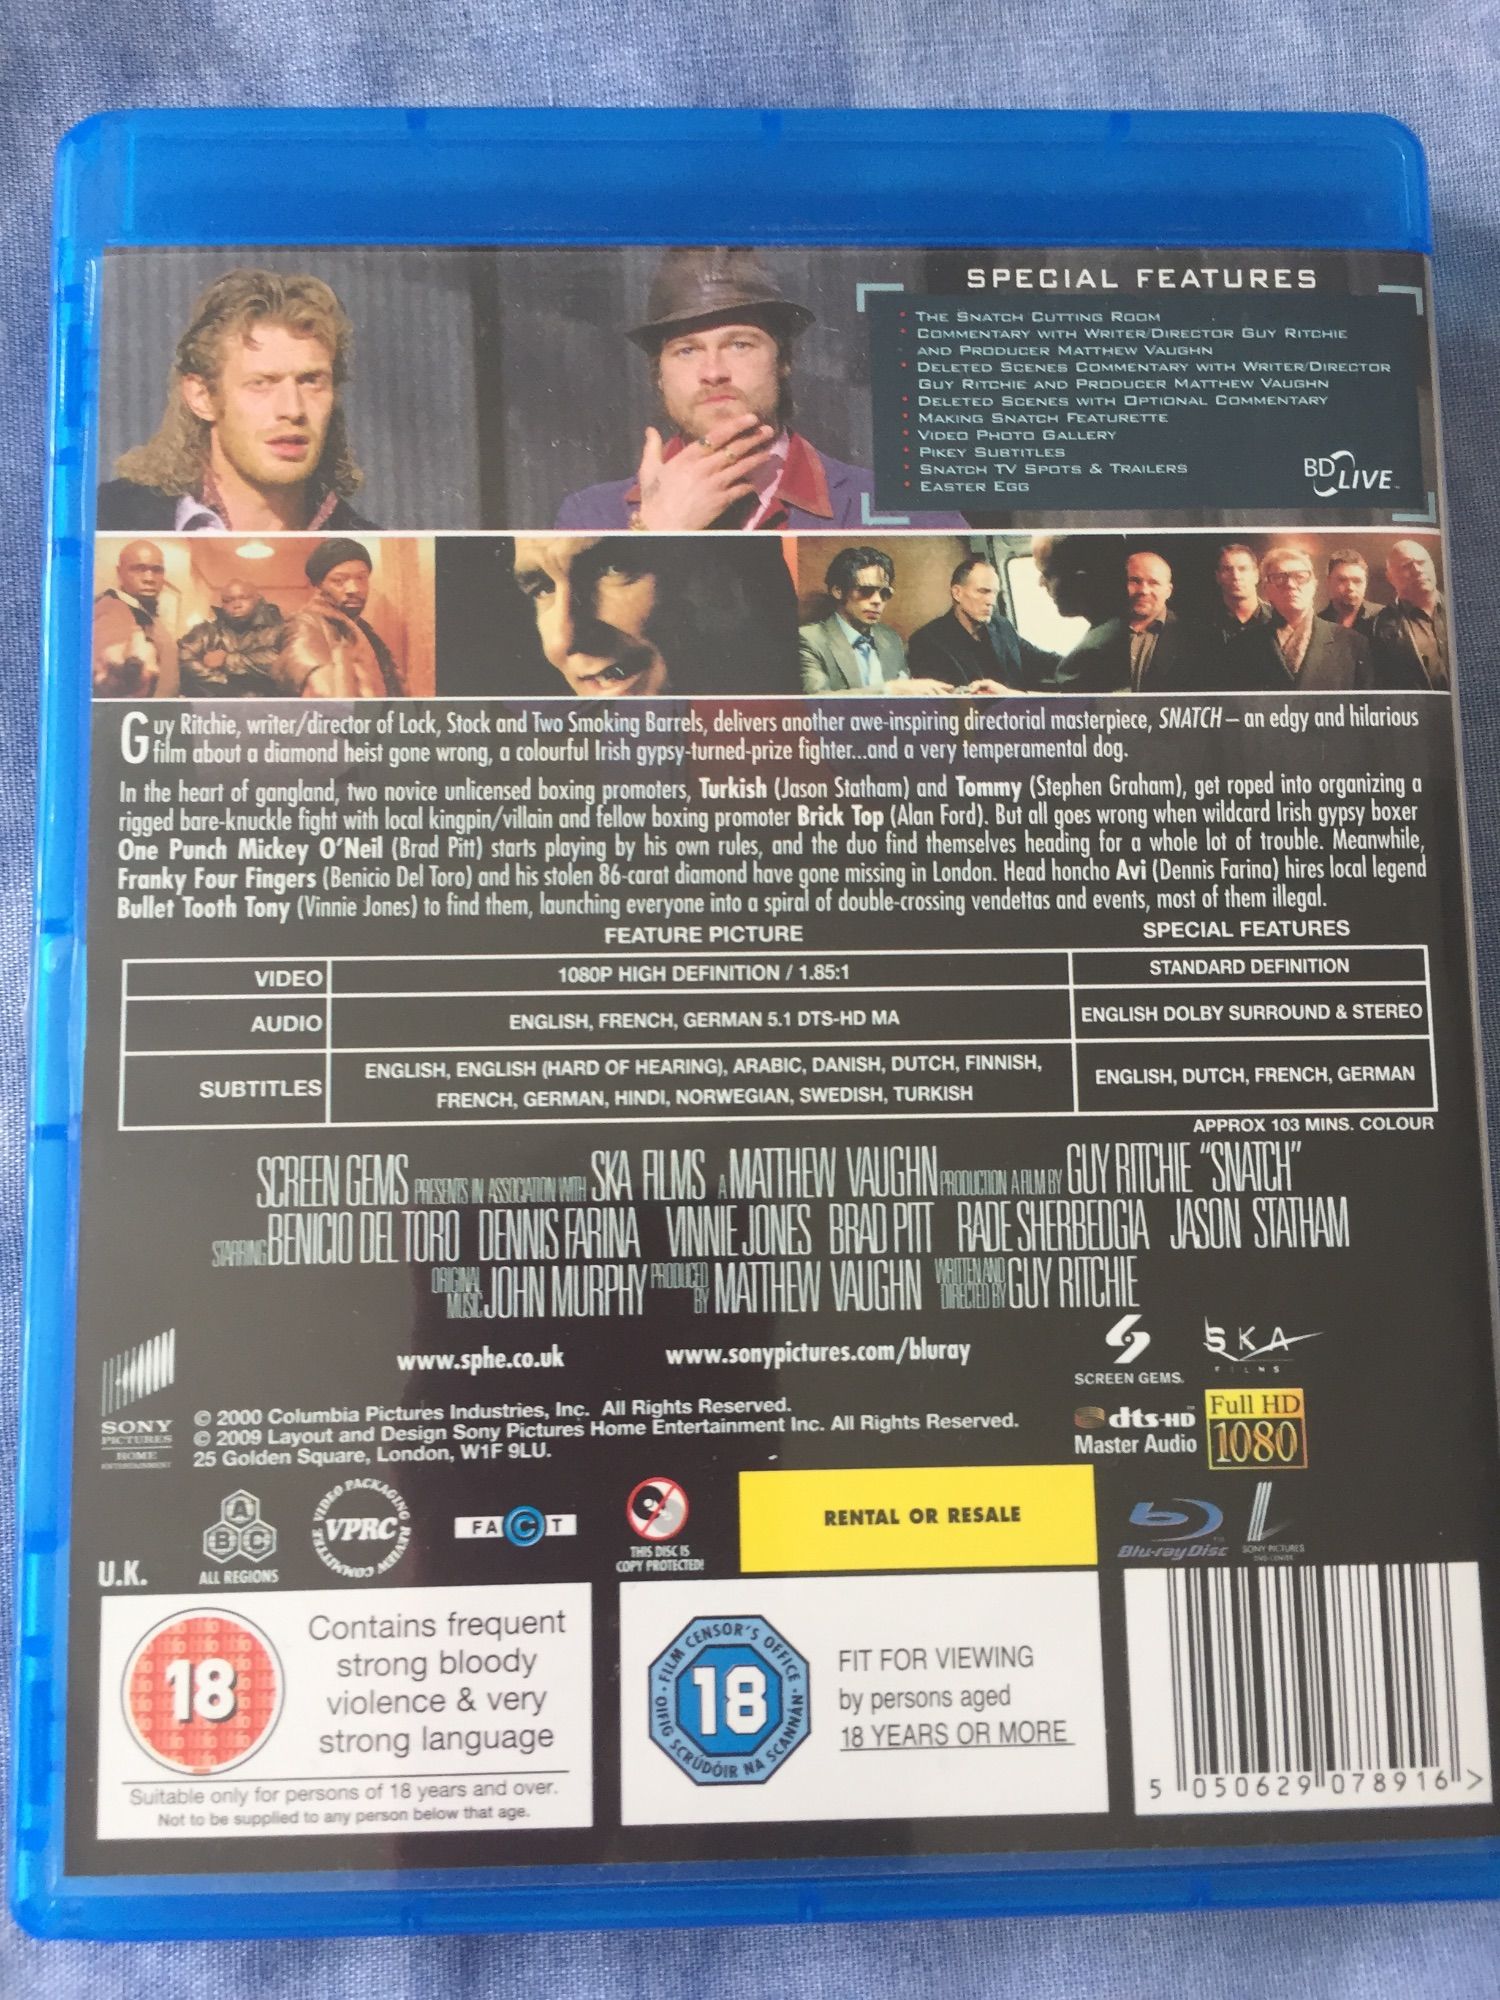 SPECIAL FEATURES
• THE SNATCH CUTTING ROOM
• COMMENTARY WITH WRITER/DIRECTOR GUY RITCHIE
AND PRODUCER MATTHEW VAUGHN
• DELETED SCENES COMMENTARY WITH WRITER/DIRECTOR
GUY RITCHIE AND PRODUCER MATTHEW VAUGHN
• DELETED SCENES WITH OPTIONAL COMMENTARY
• MAKING SNATCH FEATURETTE
• VIDEO PHOTO GALLERY
• PIKEY SUBTITLES
• SNATCH TV SPOTS & TRAILERS
• EASTER EGG
BD LIVE™
Guy Ritchie, writer/director of Lock, Stock and Two Smoking Barrels, delivers another awe-inspiring directorial masterpiece, SNATCH – an edgy and hilarious
film about a diamond heist gone wrong, a colourful Irish gypsy-turned-prize fighter...and a very temperamental dog.
In the heart of gangland, two novice unlicensed boxing promoters, Turkish (Jason Statham) and Tommy (Stephen Graham), get roped into organizing a
rigged bare-knuckle fight with local kingpin/villain and fellow boxing promoter Brick Top (Alan Ford). But all goes wrong when wildcard Irish gypsy boxer
One Punch Mickey O'Neil (Brad Pitt) starts playing by his own rules, and the duo find themselves heading for a whole lot of trouble. Meanwhile,
Franky Four Fingers (Benicio Del Toro) and his stolen 86-carat diamond have gone missing in London. Head honcho Avi (Dennis Farina) hires local legend
Bullet Tooth Tony (Vinnie Jones) to find them, launching everyone into a spiral of double-crossing vendettas and events, most of them illegal.
FEATURE PICTURE SPECIAL FEATURES
VIDEO 1080P HIGH DEFINITION / 1.85:1 STANDARD DEFINITION
AUDIO ENGLISH, FRENCH, GERMAN 5.1 DTS-HD MA ENGLISH DOLBY SURROUND & STEREO
SUBTITLES ENGLISH, ENGLISH (HARD OF HEARING), ARABIC, DANISH, DUTCH, FINNISH,
FRENCH, GERMAN, HINDI, NORWEGIAN, SWEDISH, TURKISH
ENGLISH, DUTCH, FRENCH, GERMAN
APPROX 103 MINS. COLOUR
SCREEN GEMS PRESENTS IN ASSOCIATION WITH SKA FILMS A MATTHEW VAUGHN PRODUCTION A FILM BY GUY RITCHIE "SNATCH"
STARRING BENICIO DEL TORO DENNIS FARINA VINNIE JONES BRAD PITT RADE SHERBEDGIA JASON STATHAM
ORIGINAL MUSIC JOHN MURPHY PRODUCED BY MATTHEW VAUGHN WRITTEN AND DIRECTED BY GUY RITCHIE
www.sphe.co.uk www.sonypictures.com/bluray
SCREEN GEMS.
SKA FILMS
SONY
PICTURES
HOME
ENTERTAINMENT
© 2000 Columbia Pictures Industries, Inc. All Rights Reserved.
© 2009 Layout and Design Sony Pictures Home Entertainment Inc. All Rights Reserved.
25 Golden Square, London, W1F 9LU.
dts-HD™
Master Audio
Full HD
1080
U.K.
A B C
ALL REGIONS
VIDEO PACKAGING REVIEW COMMITTEE
VPRC
FACT
THIS DISC IS
COPY PROTECTED!
RENTAL OR RESALE
Blu-ray Disc™
SONY PICTURES
DVD CENTER
18
Contains frequent
strong bloody
violence & very
strong language
Suitable only for persons of 18 years and over.
Not to be supplied to any person below that age.
FILM CENSOR'S OFFICE
18
OIFIG SCRÚDÓIR NA SCANNÁN
FIT FOR VIEWING
by persons aged
18 YEARS OR MORE
5 050629 078916 >